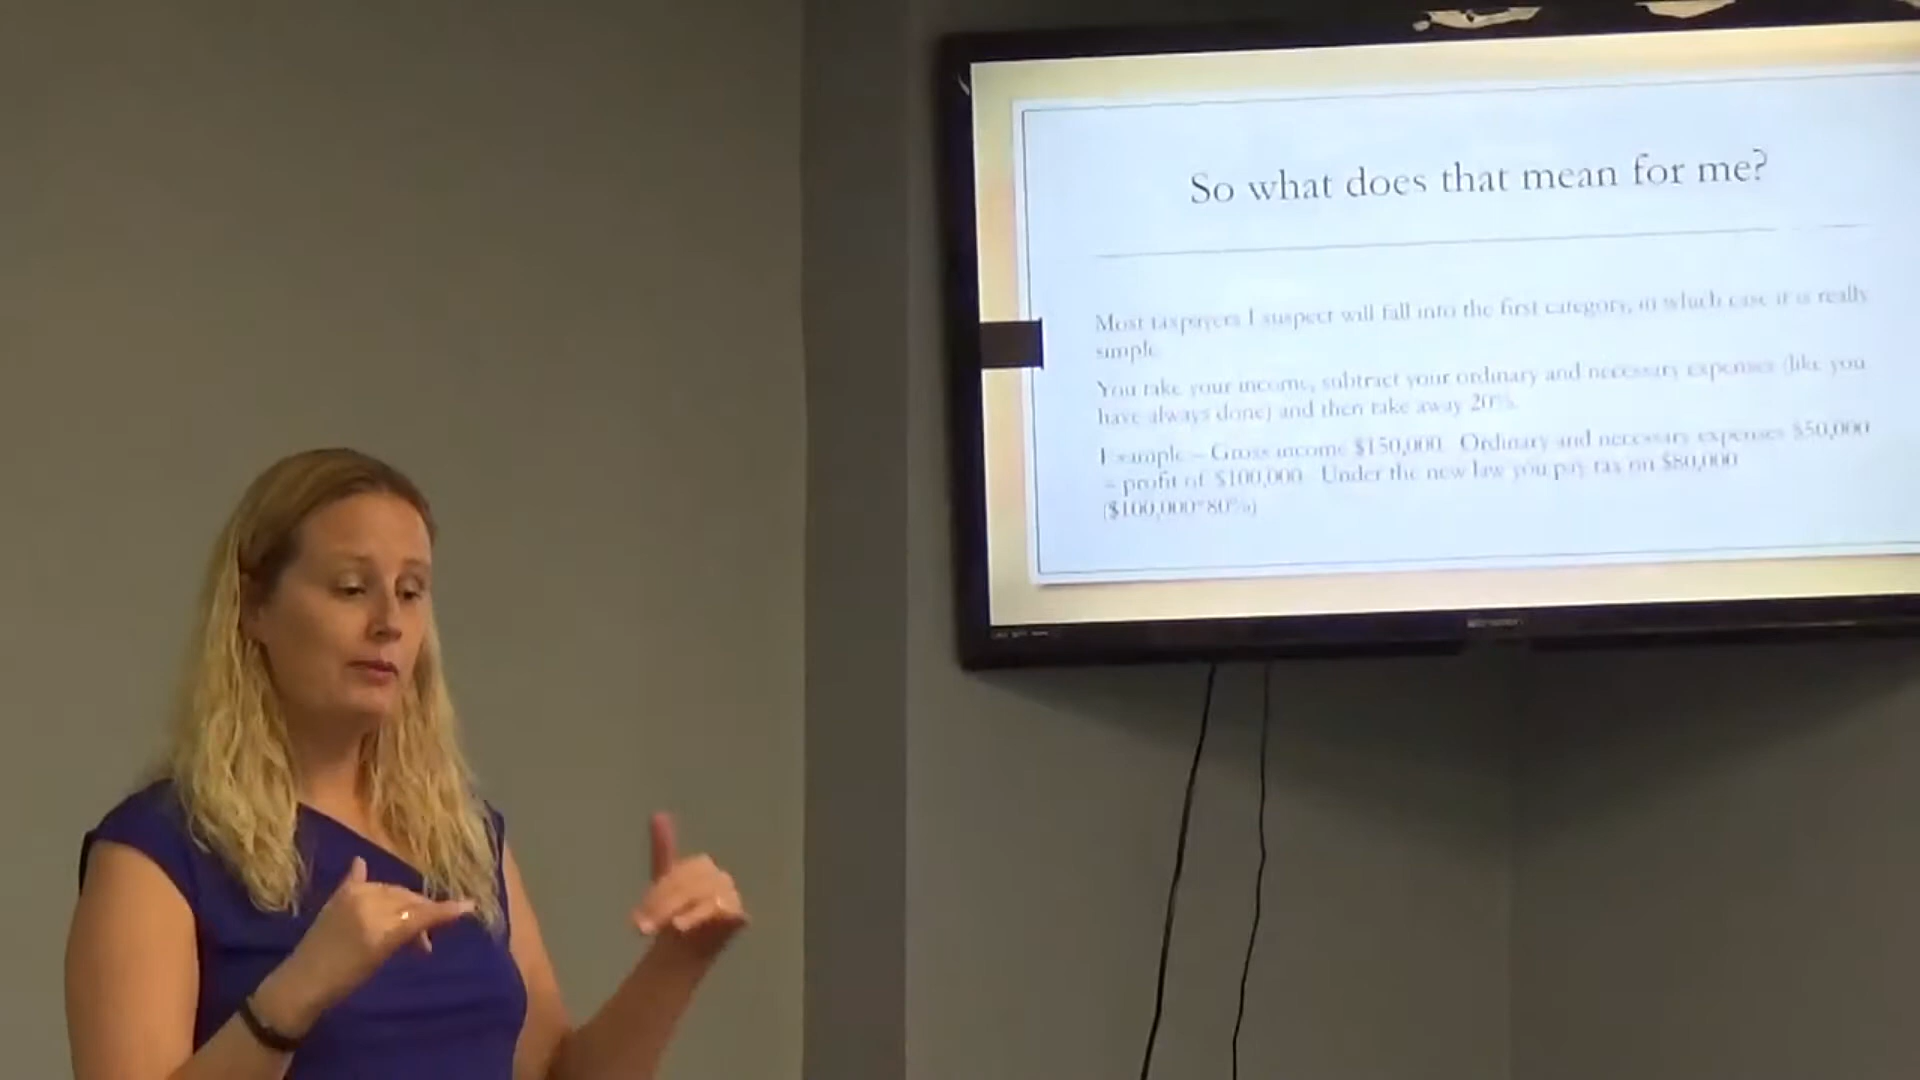 So what does that mean for me?
Most taxpayers I suspect will fall into the first category, in which case it is really
simple.
You take your income, subtract your ordinary and necessary expenses (like you
have always done) and then take away 20%.
Example – Gross income $150,000 Ordinary and necessary expenses $50,000
– profit of $100,000 Under the new law you pay tax on $80,000
($100,000*80%)